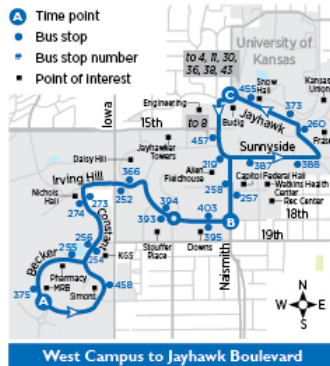 A Time point
Bus stop
# Bus stop number
Point of interest
to 4, 11, 30,
36, 38, 43
University of
Kansas
C
455
Snow
Hall
Kansas
Union
Engineering
373
Iowa
15th
to 8
Budig
Jayhawk
260
Fraser
457
Jayhawker
Towers
Sunnyside
Daisy Hill
219
387
388
Allen
Fieldhouse
Capitol Federal Hall
Watkins Health
Center
Rec Center
Irving Hill
366
258
257
Nichols
Hall
273
274
252
394
393
403
B
18th
Constant
Stouffer
Place
Downs
395
19th
Becker
256
255
254
KGS
Naismith
Pharmacy
MRB
Simons
458
375
A
N
W
E
S
West Campus to Jayhawk Boulevard